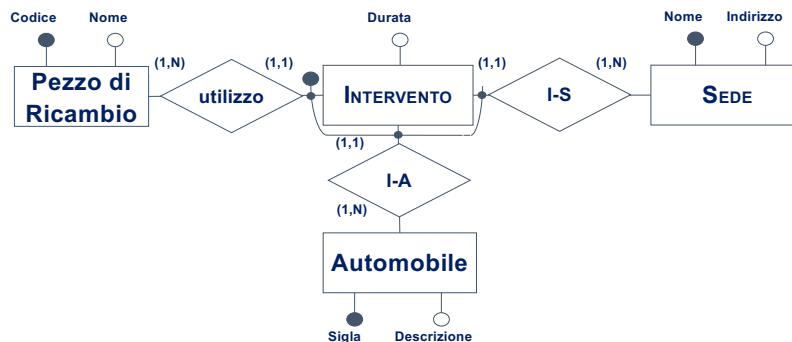 Codice Nome Durata Nome Indirizzo
(1,N) (1,1) (1,1) (1,N)
Pezzo di
Ricambio
utilizzo
INTERVENTO
I-S
SEDE
(1,1)
I-A
(1,N)
Automobile
Sigla Descrizione